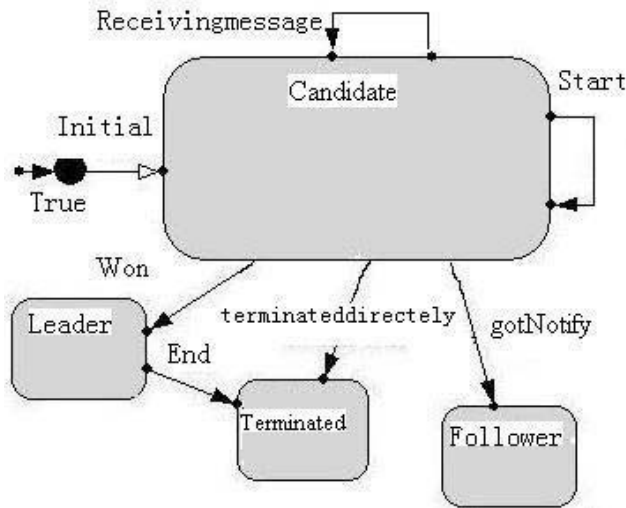 Receivingmessage
Candidate
Start
Initial
True
Won
Leader
terminateddirectely
gotNotify
End
Terminated
Follower